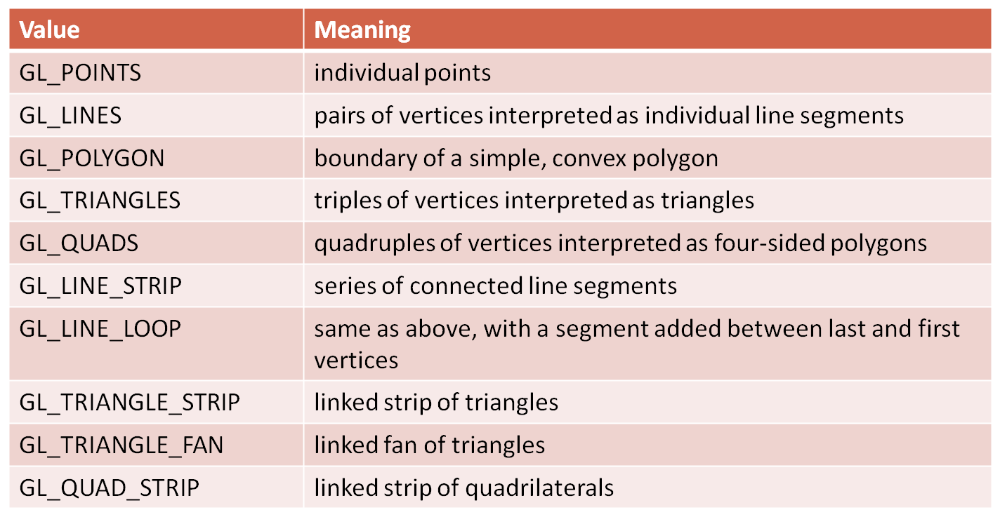 Value Meaning
GL_POINTS individual points
GL_LINES pairs of vertices interpreted as individual line segments
GL_POLYGON boundary of a simple, convex polygon
GL_TRIANGLES triples of vertices interpreted as triangles
GL_QUADS quadruples of vertices interpreted as four-sided polygons
GL_LINE_STRIP series of connected line segments
GL_LINE_LOOP same as above, with a segment added between last and first
vertices
GL_TRIANGLE_STRIP linked strip of triangles
GL_TRIANGLE_FAN linked fan of triangles
GL_QUAD_STRIP linked strip of quadrilaterals